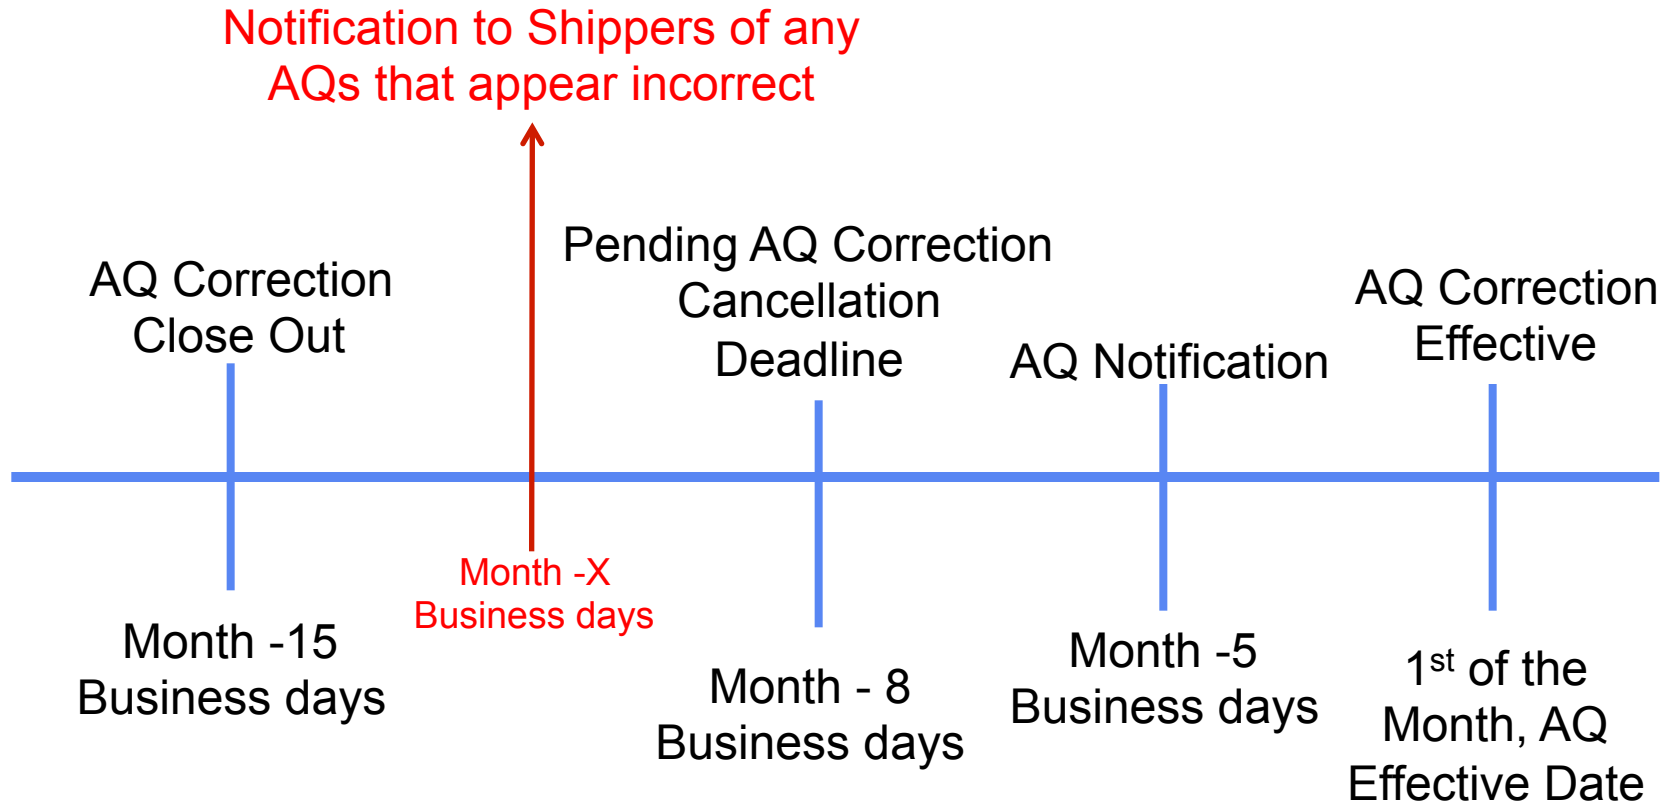 Notification to Shippers of any
AQs that appear incorrect
AQ Correction
Close Out
Pending AQ Correction
Cancellation
Deadline
AQ Notification
AQ Correction
Effective
Month -15
Business days
Month -X
Business days
Month - 8
Business days
Month -5
Business days
1st of the
Month, AQ
Effective Date